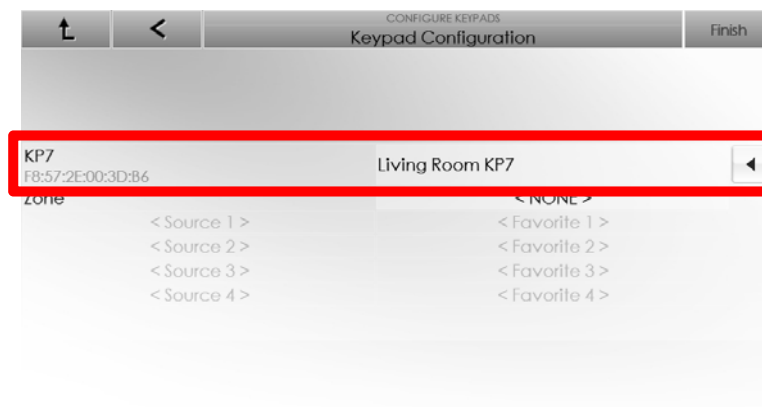 CONFIGURE KEYPADS
Keypad Configuration
Finish
KP7
F8:57:2E:00:3D:B6
Living Room KP7
Zone
< NONE >
< Source 1 >
< Favorite 1 >
< Source 2 >
< Favorite 2 >
< Source 3 >
< Favorite 3 >
< Source 4 >
< Favorite 4 >